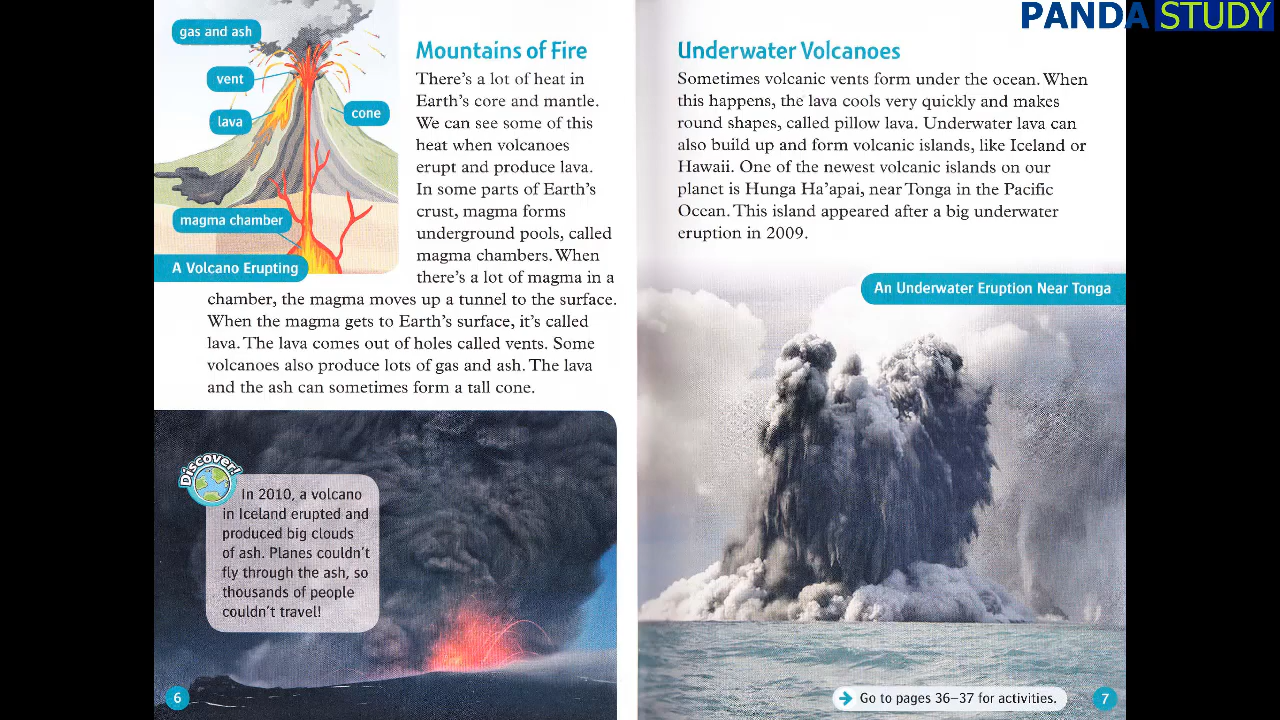 PANDA STUDY
gas and ash
vent
lava
cone
magma chamber
A Volcano Erupting
Mountains of Fire
There's a lot of heat in
Earth's core and mantle.
We can see some of this
heat when volcanoes
erupt and produce lava.
In some parts of Earth's
crust, magma forms
underground pools, called
magma chambers. When
there's a lot of magma in a
chamber, the magma moves up a tunnel to the surface.
When the magma gets to Earth's surface, it's called
lava. The lava comes out of holes called vents. Some
volcanoes also produce lots of gas and ash. The lava
and the ash can sometimes form a tall cone.
Discover!
In 2010, a volcano
in Iceland erupted and
produced big clouds
of ash. Planes couldn't
fly through the ash, so
thousands of people
couldn't travel!
6
Underwater Volcanoes
Sometimes volcanic vents form under the ocean. When
this happens, the lava cools very quickly and makes
round shapes, called pillow lava. Underwater lava can
also build up and form volcanic islands, like Iceland or
Hawaii. One of the newest volcanic islands on our
planet is Hunga Ha'apai, near Tonga in the Pacific
Ocean. This island appeared after a big underwater
eruption in 2009.
An Underwater Eruption Near Tonga
Go to pages 36–37 for activities.
7